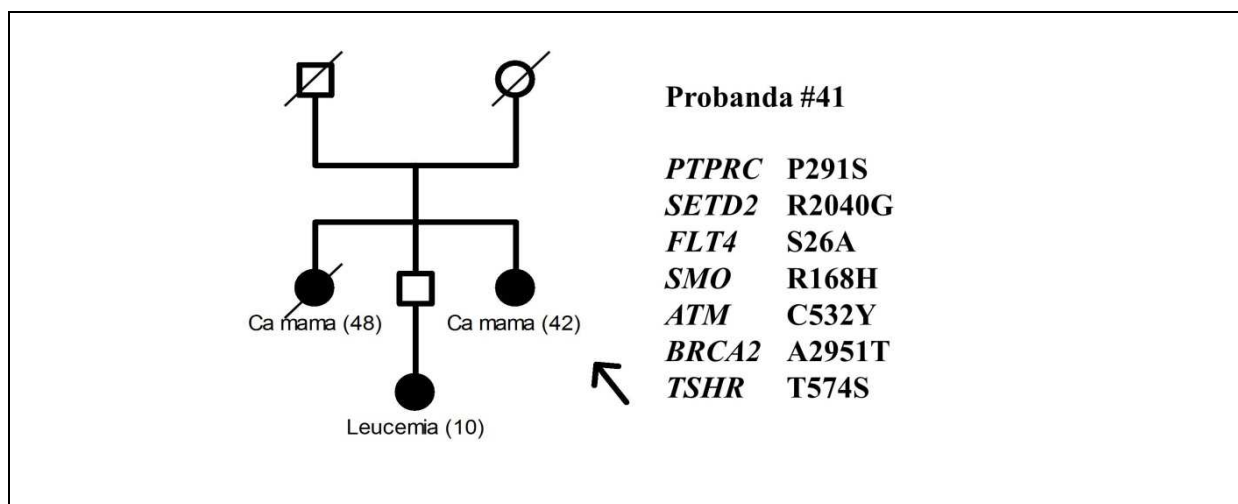 Probanda #41
PTPRC P291S
SETD2 R2040G
FLT4 S26A
SMO R168H
ATM C532Y
BRCA2 A2951T
TSHR T574S
Ca mama (48) Ca mama (42)
Leucemia (10)